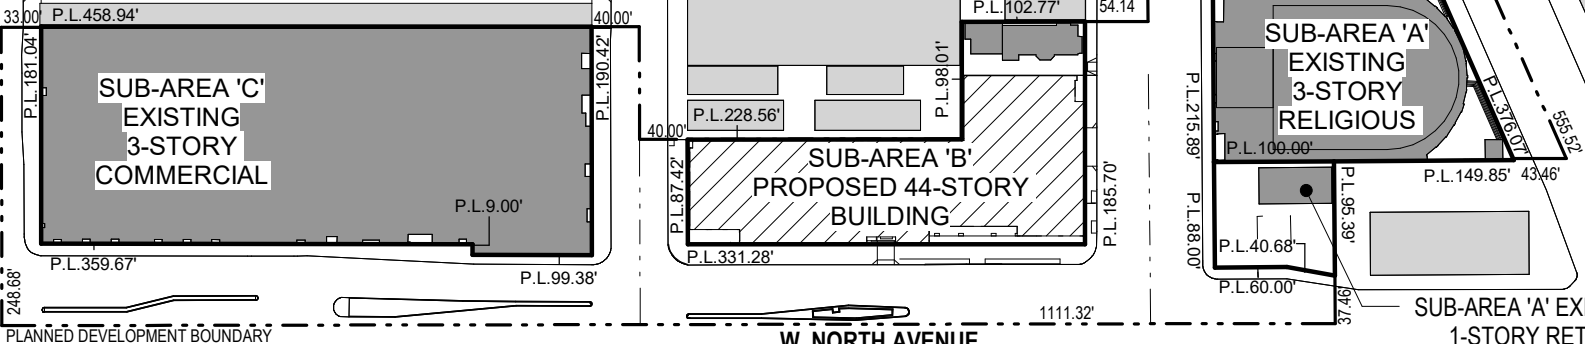 33.00'
P.L.458.94'
40.00'
P.L.181.04'
SUB-AREA 'C'
EXISTING
3-STORY
COMMERCIAL
P.L.190.42'
P.L.9.00'
P.L.359.67'
P.L.99.38'
248.68'
PLANNED DEVELOPMENT BOUNDARY
P.L.102.77'
54.14
P.L.98.01'
P.L.228.56'
40.00'
P.L.87.42'
SUB-AREA 'B'
PROPOSED 44-STORY
BUILDING
P.L.185.70'
P.L.331.28'
1111.32'
W. NORTH AVENUE
SUB-AREA 'A'
EXISTING
3-STORY
RELIGIOUS
P.L.215.89'
P.L.376.07'
555.52'
P.L.100.00'
P.L.149.85'
43.46'
P.L.95.39'
P.L.88.00'
P.L.40.68'
P.L.60.00'
37.46'
SUB-AREA 'A' EXI
1-STORY RET